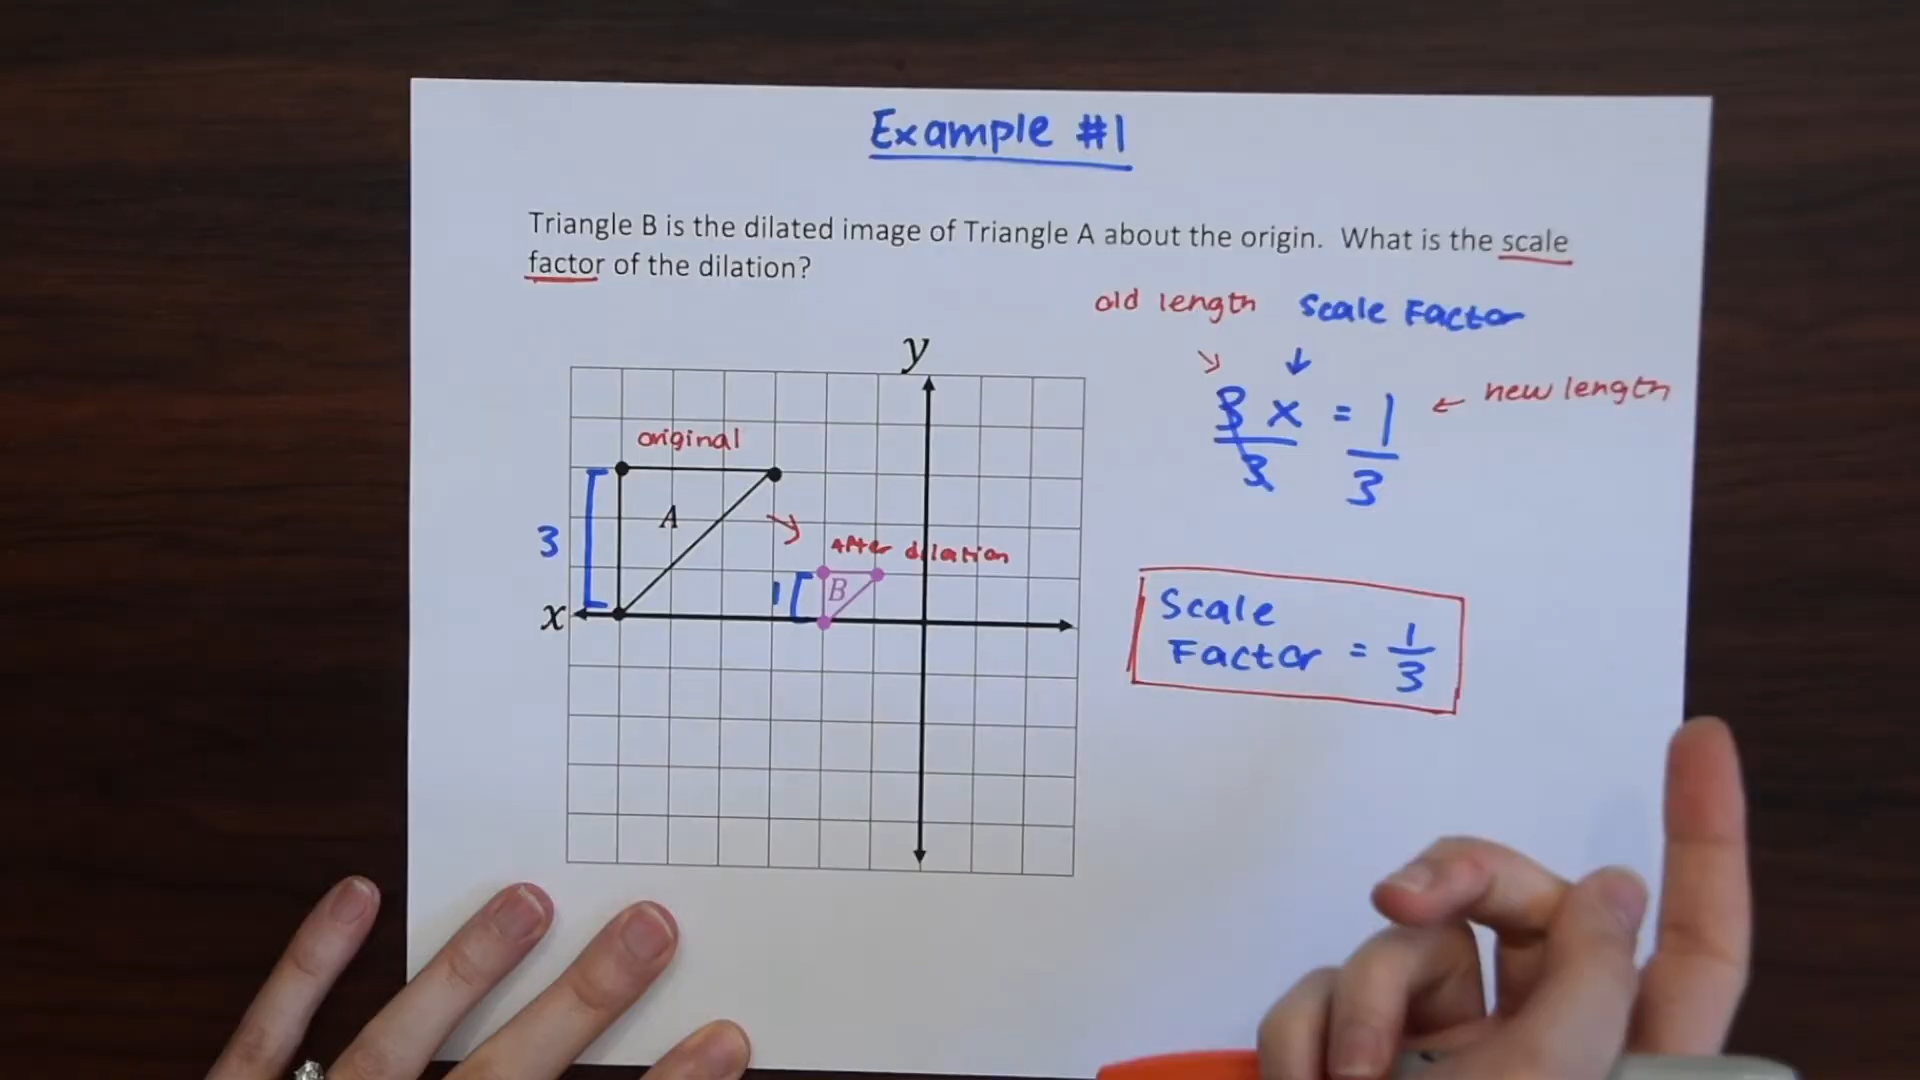 Example #1
Triangle B is the dilated image of Triangle A about the origin. What is the scale
factor of the dilation?
old length Scale Factor
3 x = 1 ← new length
3 3
y
original
A
3
After dilation
1 B
x
Scale
Factor = 1/3